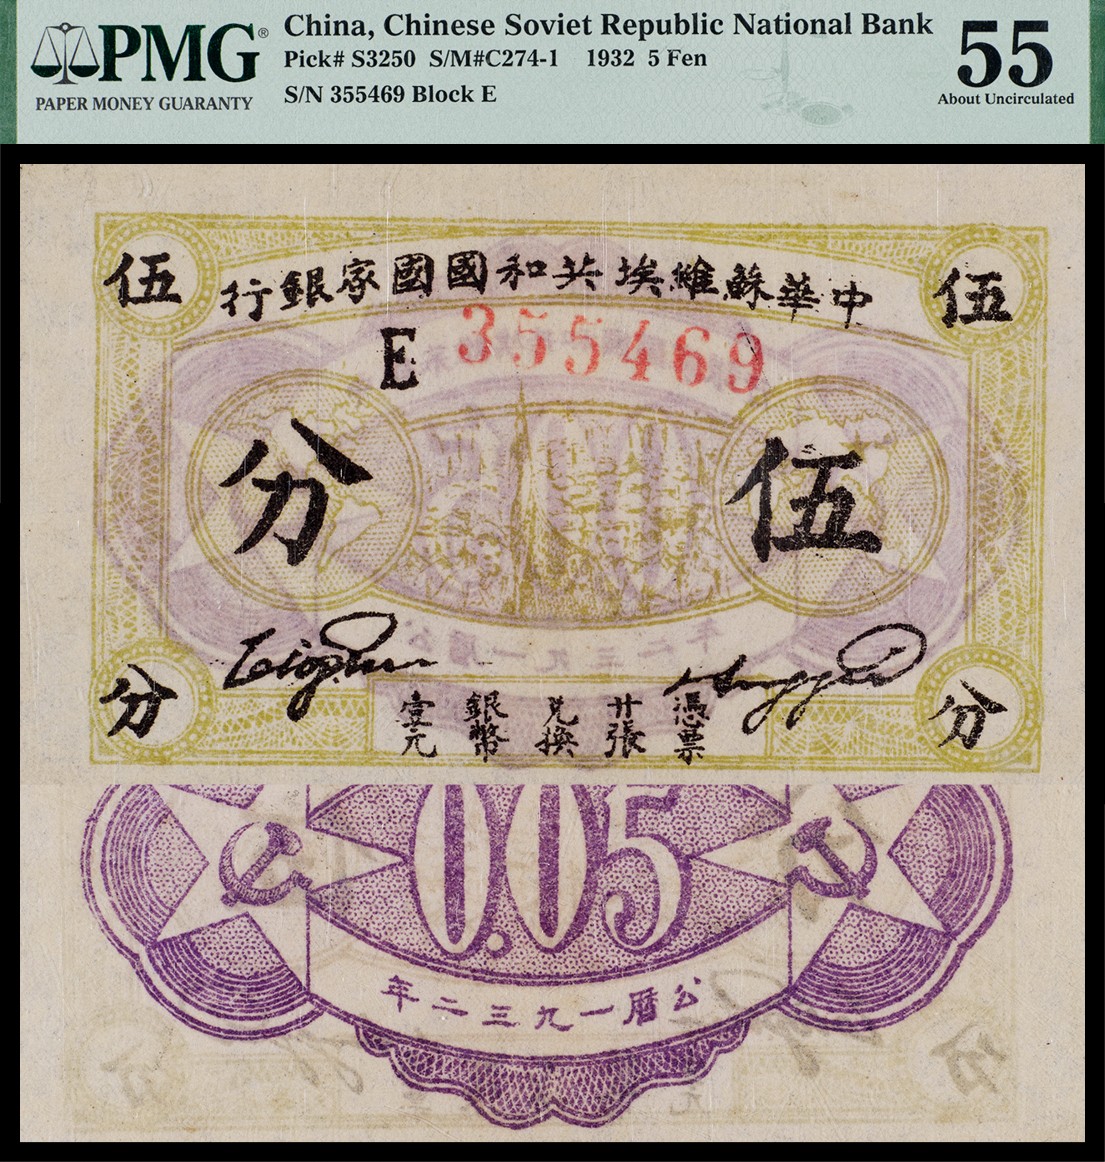 PMG®
PAPER MONEY GUARANTY
China, Chinese Soviet Republic National Bank
Pick# S3250 S/M#C274-1 1932 5 Fen
S/N 355469 Block E
55
About Uncirculated
伍
中華蘇維埃共和國國家銀行
伍
E 355469
伍分
分
憑票
廿張
兌換
銀幣
壹元
分
0.05
公曆一九三二年